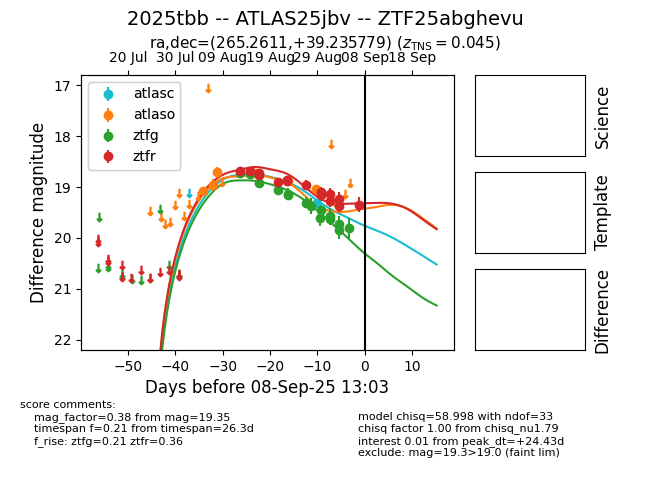 2025tbb -- ATLAS25jbv -- ZTF25abghevu
ra,dec=(265.2611,+39.235779) (zTNS = 0.045)
20 Jul 30 Jul 09 Aug 19 Aug 29 Aug 08 Sep 18 Sep
17
18
19
20
21
22
Difference magnitude
atlasc
atlaso
ztfg
ztfr
−50 −40 −30 −20 −10 0 10
Days before 08-Sep-25 13:03
Science
Template
Difference
score comments:
mag_factor=0.38 from mag=19.35
timespan f=0.21 from timespan=26.3d
f_rise: ztfg=0.21 ztfr=0.36
model chisq=58.998 with ndof=33
chisq factor 1.00 from chisq_nu1.79
interest 0.01 from peak_dt=+24.43d
exclude: mag=19.3>19.0 (faint lim)